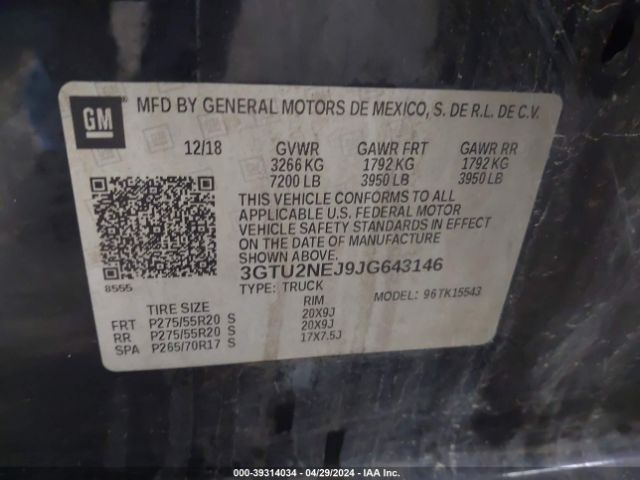 GM MFD BY GENERAL MOTORS DE MEXICO, S. DE R.L. DE C.V.
12/18 GVWR GAWR FRT GAWR RR
3266 KG 1792 KG 1792 KG
7200 LB 3950 LB 3950 LB
THIS VEHICLE CONFORMS TO ALL
APPLICABLE U.S. FEDERAL MOTOR
VEHICLE SAFETY STANDARDS IN EFFECT
ON THE DATE OF MANUFACTURE
SHOWN ABOVE.
8555 3GTU2NEJ9JG643146
TYPE: TRUCK MODEL: 96TK15543
TIRE SIZE RIM
FRT P275/55R20 S 20X9J
RR P275/55R20 S 20X9J
SPA P265/70R17 S 17X7.5J
000-39314034 / 04/29/2024 / IAA Inc.